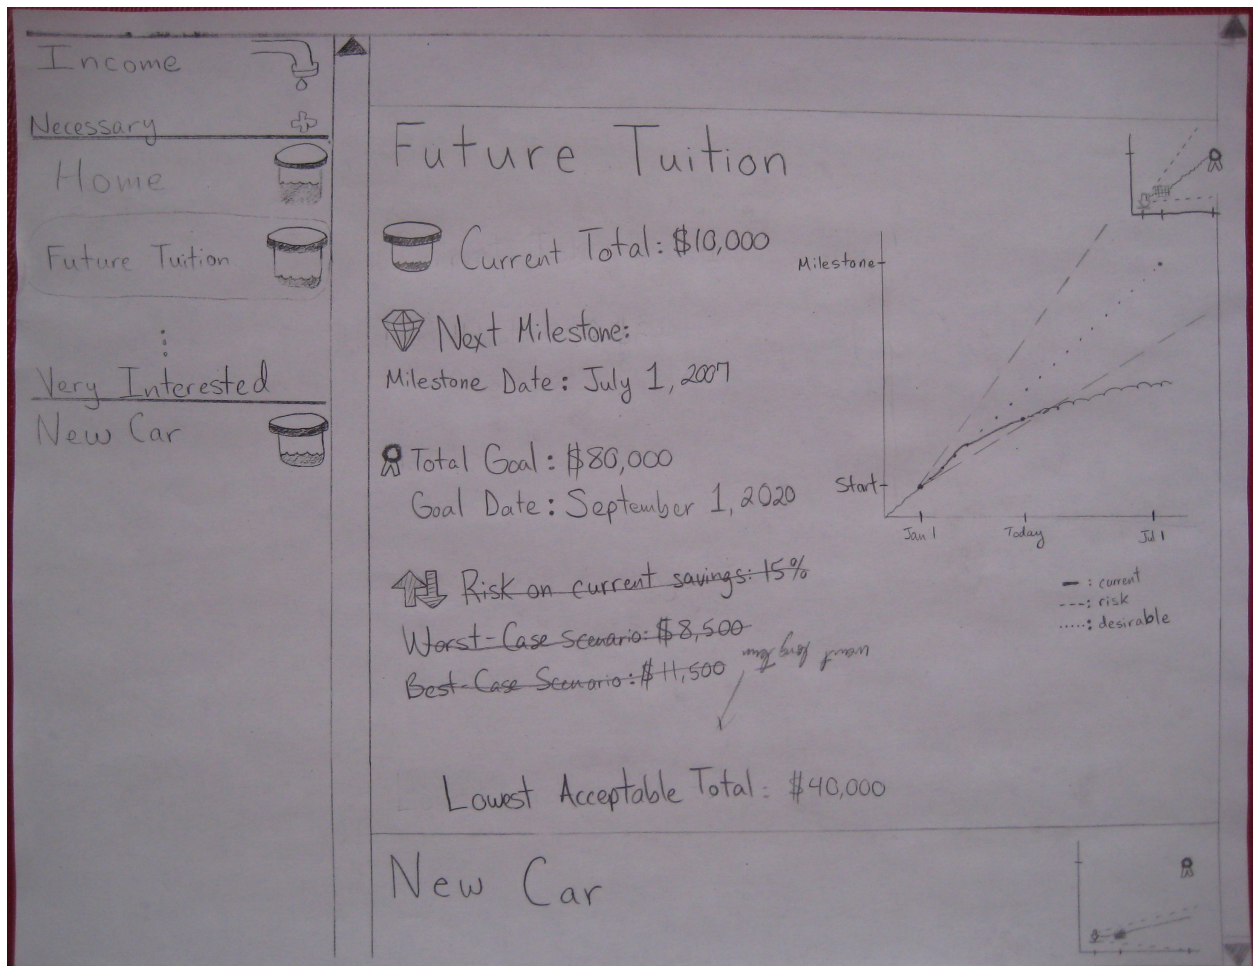 Income
Necessary
Home
Future Tuition
Very Interested
New Car
Future Tuition
Current Total: $10,000
Next Milestone:
Milestone Date: July 1, 2007
Total Goal: $80,000
Goal Date: September 1, 2020
Risk on current savings: 15%
Worst-Case Scenario: $8,500
Best-Case Scenario: $11,500
want long term
Lowest Acceptable Total: $40,000
Milestone
Start
Jan 1
Today
Jul 1
: current
: risk
: desirable
New Car